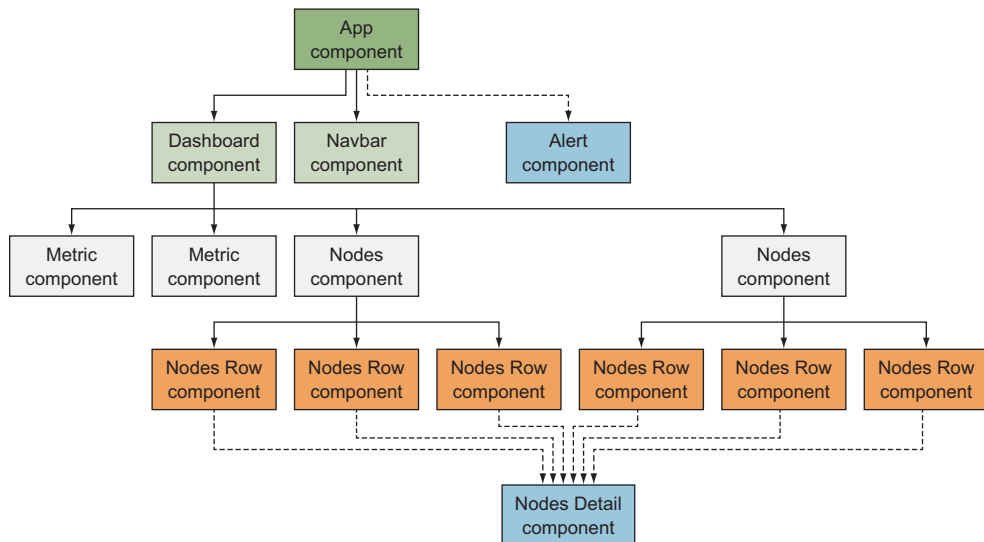 App
component
Dashboard
component
Navbar
component
Alert
component
Metric
component
Metric
component
Nodes
component
Nodes
component
Nodes Row
component
Nodes Row
component
Nodes Row
component
Nodes Row
component
Nodes Row
component
Nodes Row
component
Nodes Detail
component